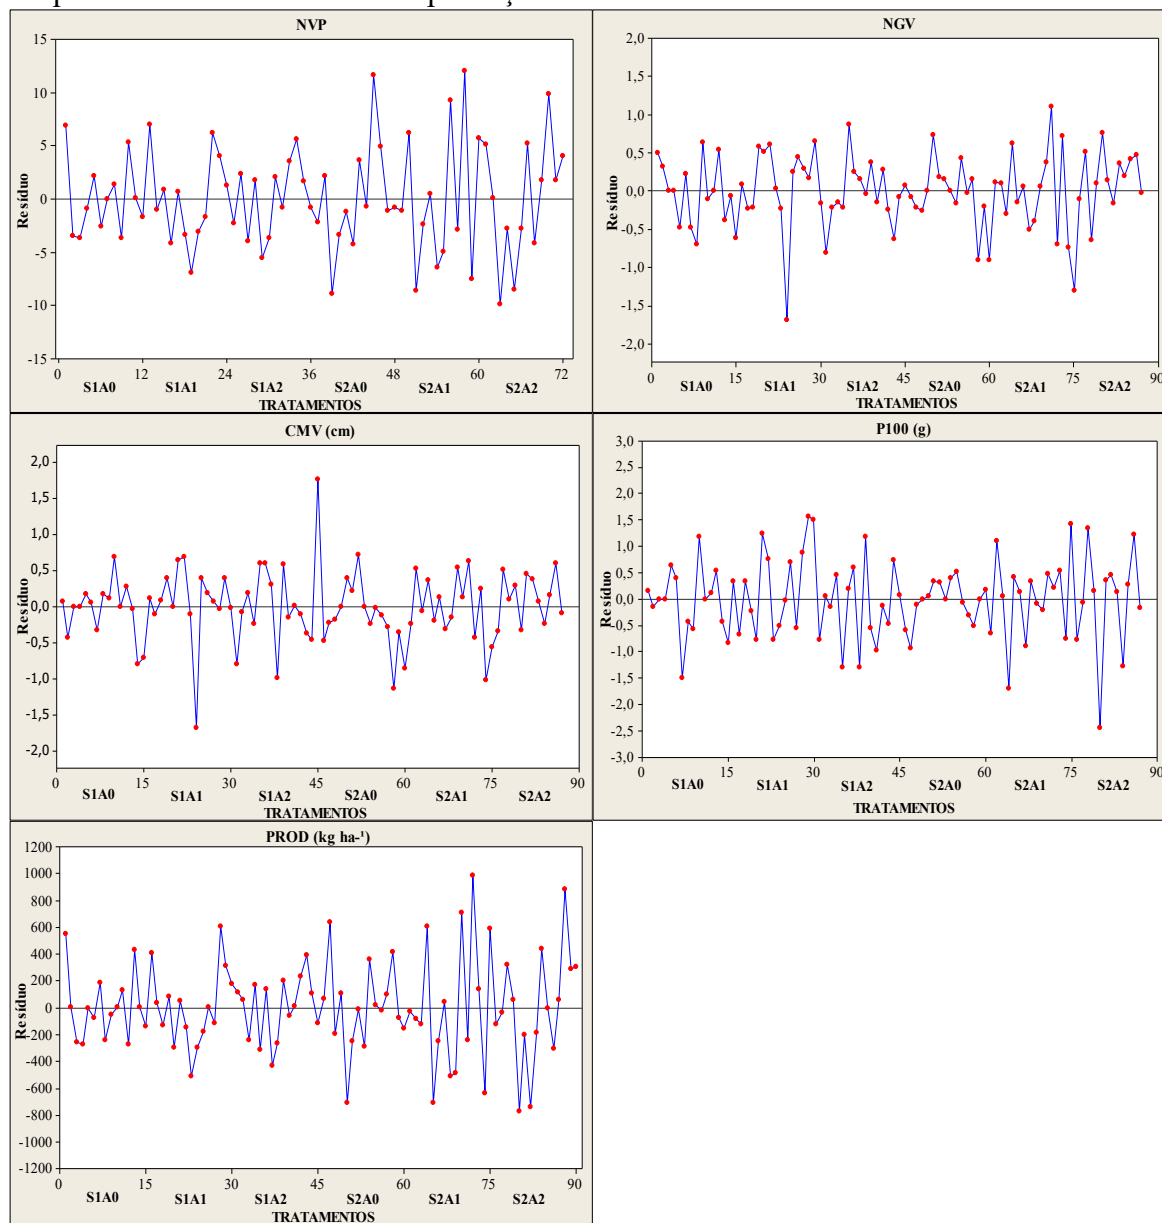 NVP
15
10
5
0
-5
-10
-15
Resíduo
0 12 24 36 48 60 72
S1A0 S1A1 S1A2 S2A0 S2A1 S2A2
TRATAMENTOS
NGV
2,0
1,5
1,0
0,5
0,0
-0,5
-1,0
-1,5
-2,0
Resíduo
0 15 30 45 60 75 90
S1A0 S1A1 S1A2 S2A0 S2A1 S2A2
TRATAMENTOS
CMV (cm)
2,0
1,5
1,0
0,5
0,0
-0,5
-1,0
-1,5
-2,0
Resíduo
0 15 30 45 60 75 90
S1A0 S1A1 S1A2 S2A0 S2A1 S2A2
TRATAMENTOS
P100 (g)
3,0
2,5
2,0
1,5
1,0
0,5
0,0
-0,5
-1,0
-1,5
-2,0
-2,5
-3,0
Resíduo
0 15 30 45 60 75 90
S1A0 S1A1 S1A2 S2A0 S2A1 S2A2
TRATAMENTOS
PROD (kg ha-¹)
1200
1000
800
600
400
200
0
-200
-400
-600
-800
-1000
-1200
Resíduo
0 15 30 45 60 75 90
S1A0 S1A1 S1A2 S2A0 S2A1 S2A2
TRATAMENTOS